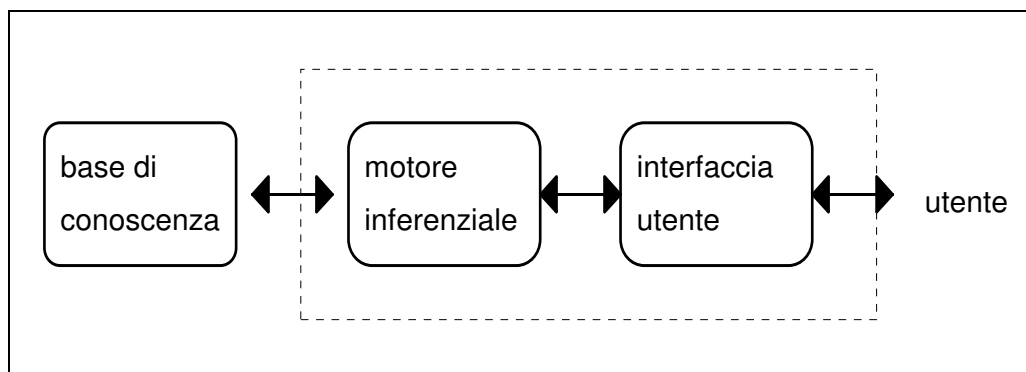 base di
conoscenza
motore
inferenziale
interfaccia
utente
utente